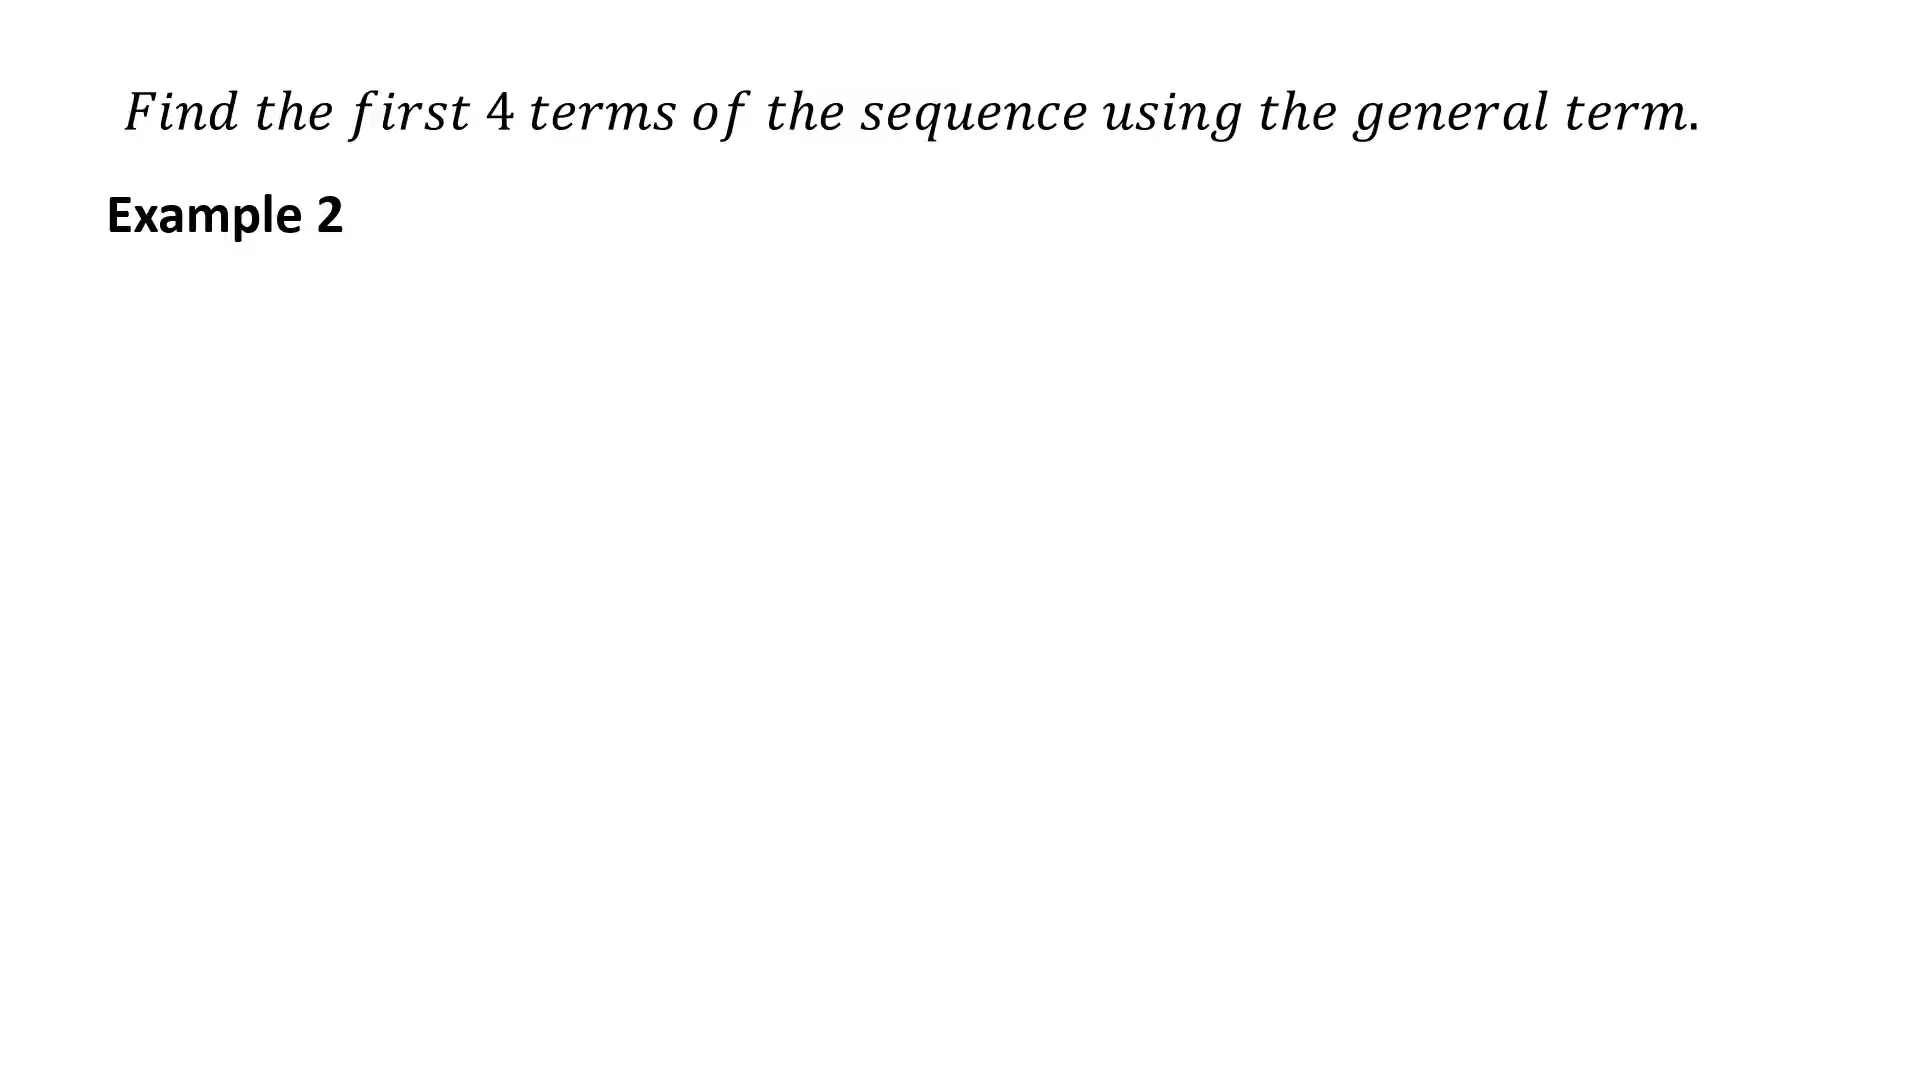 Find the first 4 terms of the sequence using the general term.
Example 2